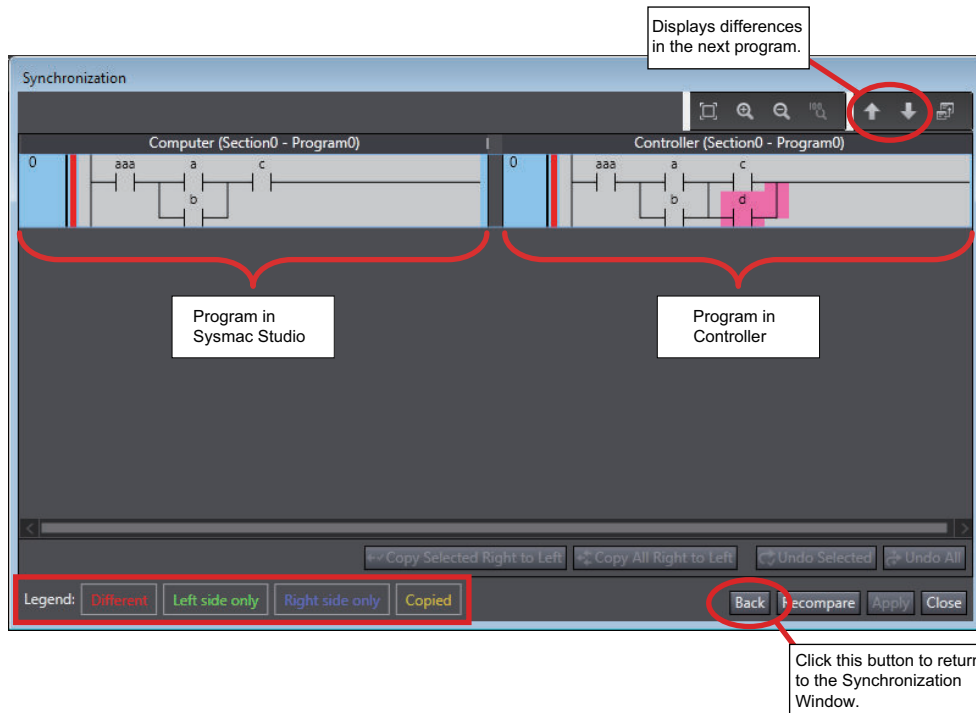 Displays differences
in the next program.
Synchronization
100
Computer (Section0 - Program0)
Controller (Section0 - Program0)
0
aaa
a
c
b
0
aaa
a
c
b
d
Program in
Sysmac Studio
Program in
Controller
Copy Selected Right to Left
Copy All Right to Left
Undo Selected
Undo All
Legend:
Different
Left side only
Right side only
Copied
Back
Recompare
Apply
Close
Click this button to return
to the Synchronization
Window.